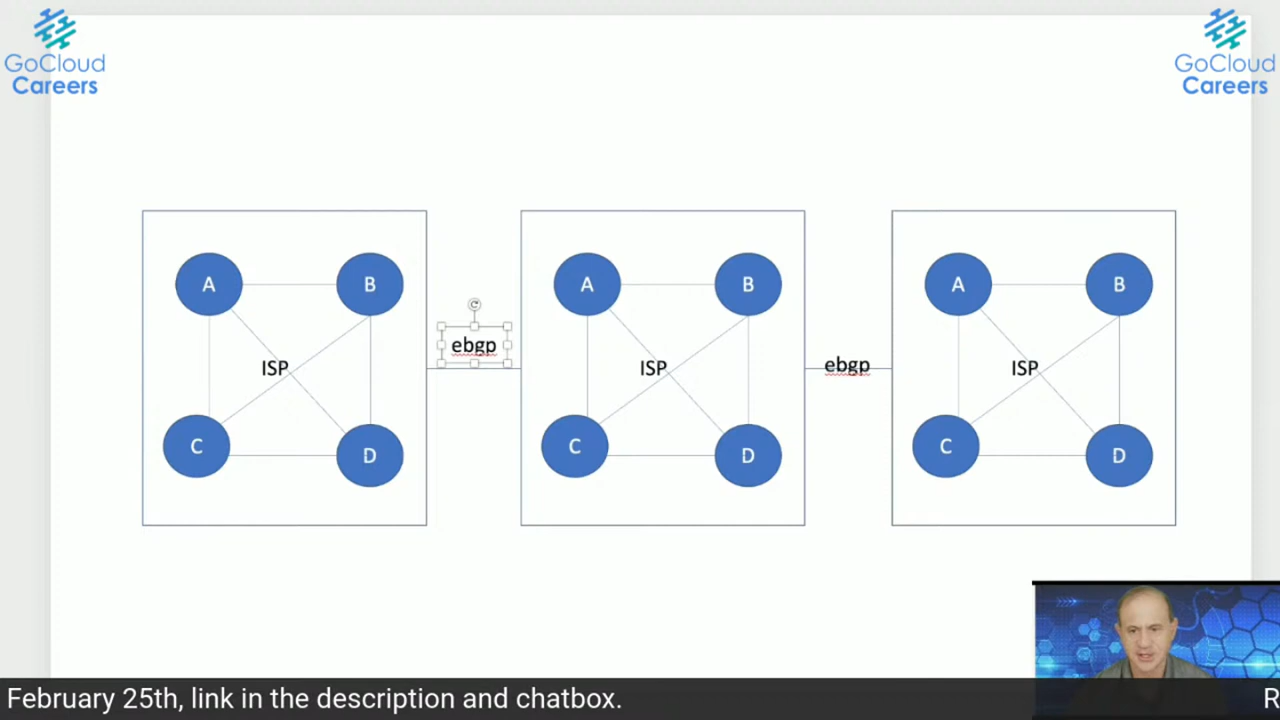 GoCloud
Careers
GoCloud
Careers
A
B
A
B
A
B
ebgp
ISP
ISP
ebgp
ISP
C
D
C
D
C
D
February 25th, link in the description and chatbox.
R